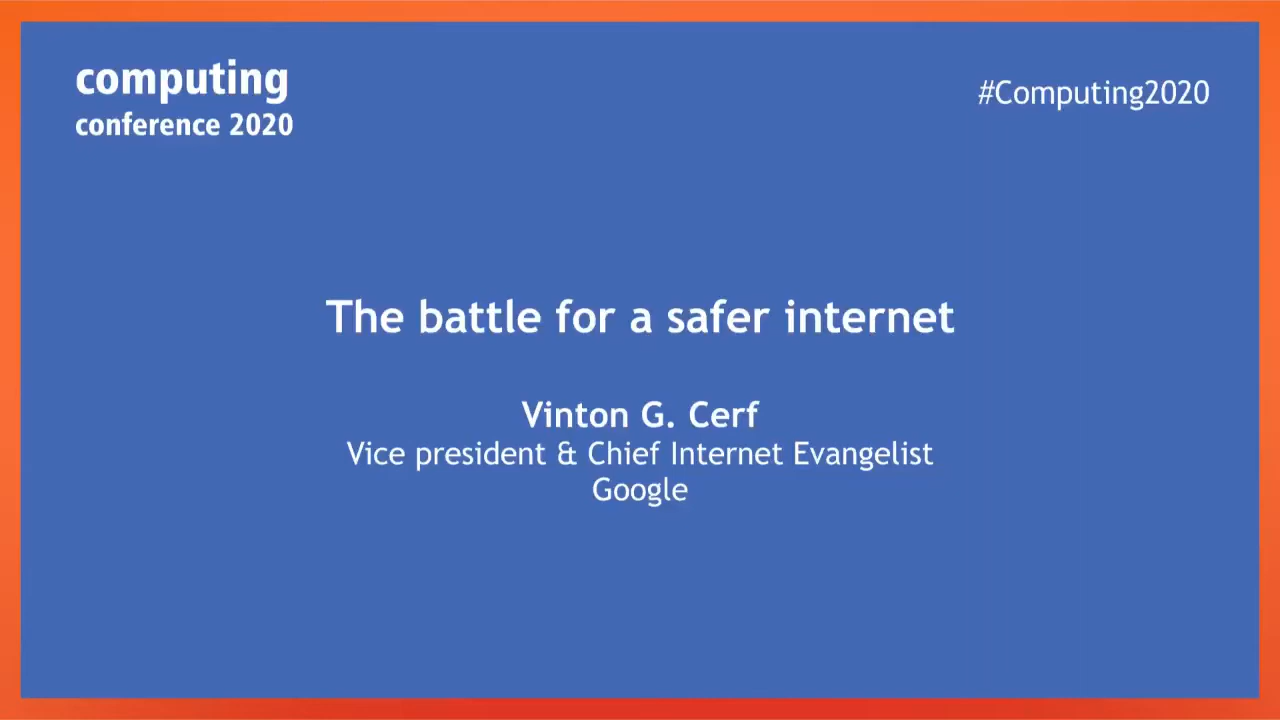 computing
conference 2020
#Computing2020
The battle for a safer internet
Vinton G. Cerf
Vice president & Chief Internet Evangelist
Google